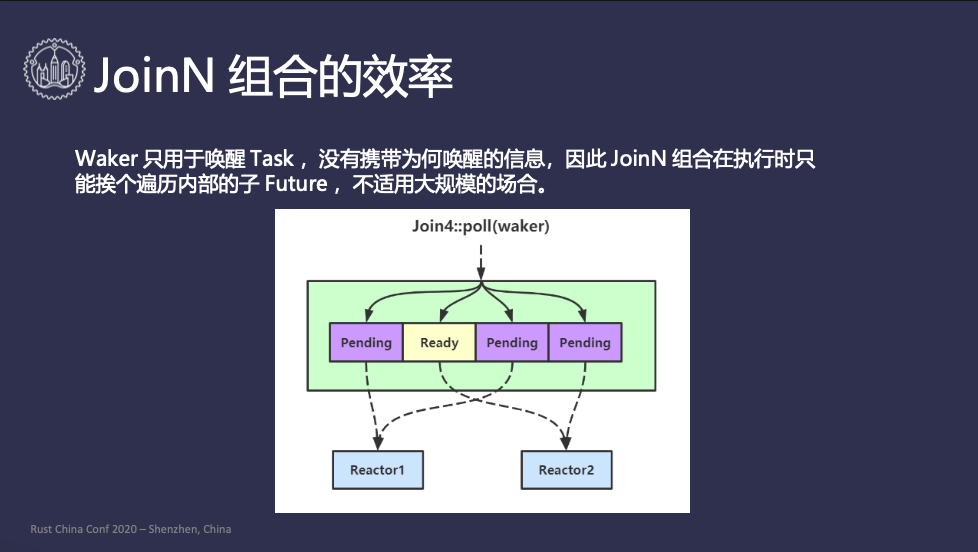 JoinN 组合的效率
Waker 只用于唤醒 Task ，没有携带为何唤醒的信息，因此 JoinN 组合在执行时只
能挨个遍历内部的子 Future ，不适用大规模的场合。
Join4::poll(waker)
Pending Ready Pending Pending
Reactor1 Reactor2
Rust China Conf 2020 – Shenzhen, China